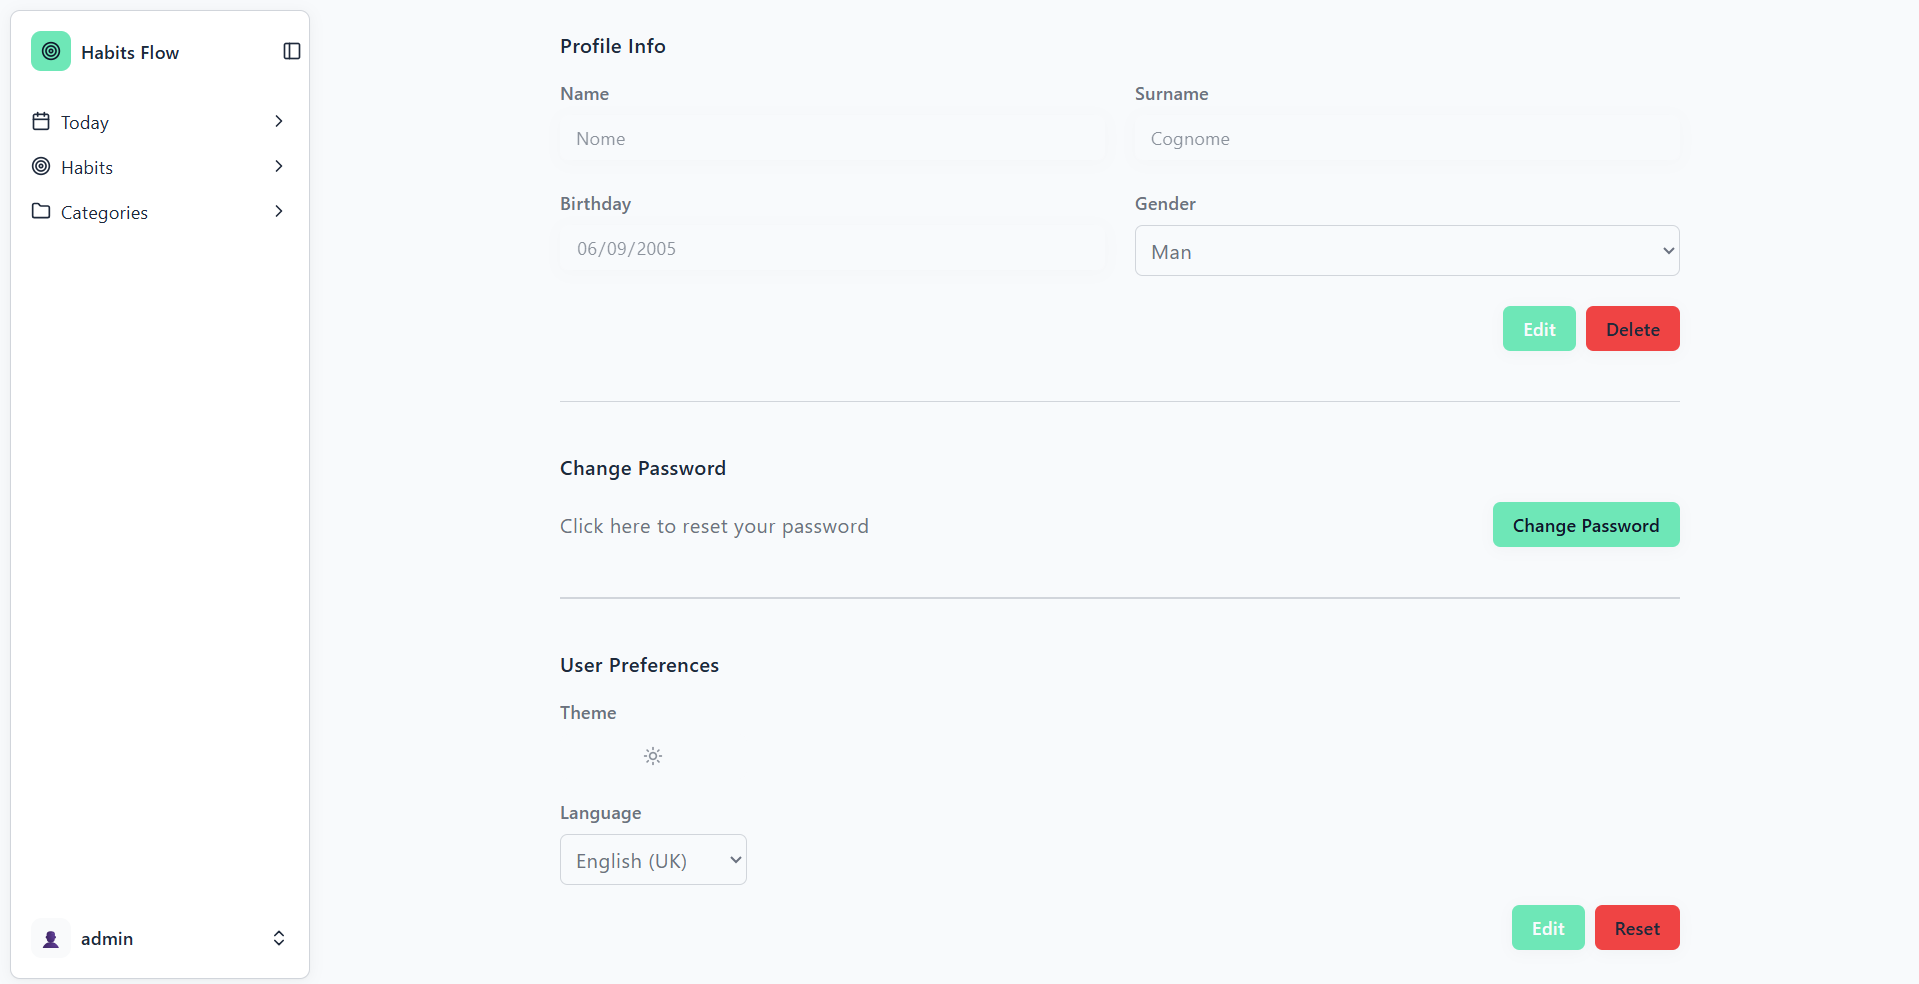 Habits Flow
Today
Habits
Categories
admin
Profile Info
Name
Surname
Nome
Cognome
Birthday
Gender
06/09/2005
Man
Edit
Delete
Change Password
Click here to reset your password
Change Password
User Preferences
Theme
Language
English (UK)
Edit
Reset